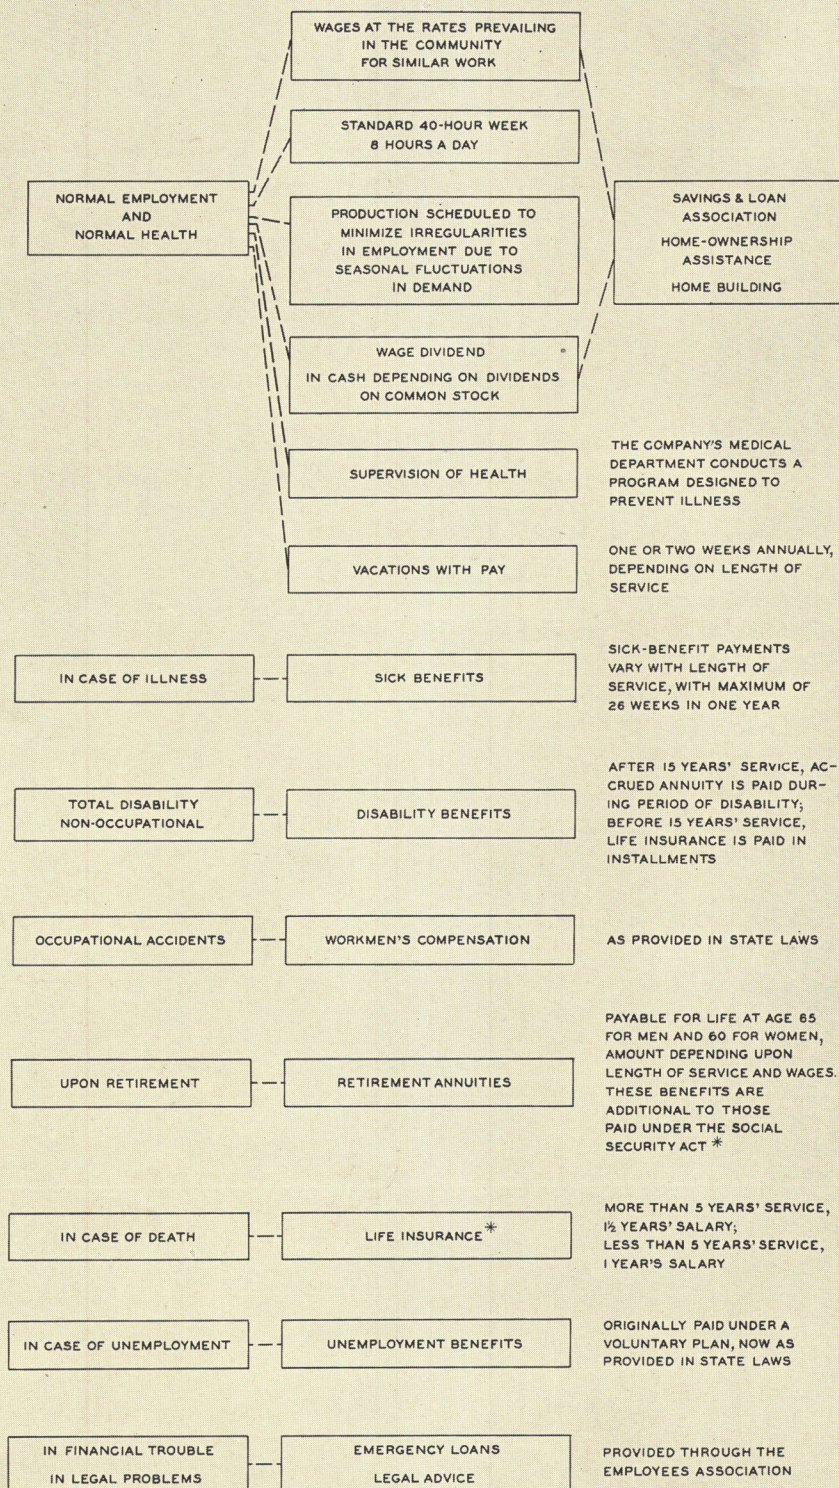 WAGES AT THE RATES PREVAILING
IN THE COMMUNITY
FOR SIMILAR WORK
STANDARD 40-HOUR WEEK
8 HOURS A DAY
NORMAL EMPLOYMENT
AND
NORMAL HEALTH
PRODUCTION SCHEDULED TO
MINIMIZE IRREGULARITIES
IN EMPLOYMENT DUE TO
SEASONAL FLUCTUATIONS
IN DEMAND
SAVINGS & LOAN
ASSOCIATION
HOME-OWNERSHIP
ASSISTANCE
HOME BUILDING
WAGE DIVIDEND
IN CASH DEPENDING ON DIVIDENDS
ON COMMON STOCK
SUPERVISION OF HEALTH
THE COMPANY'S MEDICAL
DEPARTMENT CONDUCTS A
PROGRAM DESIGNED TO
PREVENT ILLNESS
VACATIONS WITH PAY
ONE OR TWO WEEKS ANNUALLY,
DEPENDING ON LENGTH OF
SERVICE
IN CASE OF ILLNESS
SICK BENEFITS
SICK-BENEFIT PAYMENTS
VARY WITH LENGTH OF
SERVICE, WITH MAXIMUM OF
26 WEEKS IN ONE YEAR
TOTAL DISABILITY
NON-OCCUPATIONAL
DISABILITY BENEFITS
AFTER 15 YEARS' SERVICE, AC-
CRUED ANNUITY IS PAID DUR-
ING PERIOD OF DISABILITY;
BEFORE 15 YEARS' SERVICE,
LIFE INSURANCE IS PAID IN
INSTALLMENTS
OCCUPATIONAL ACCIDENTS
WORKMEN'S COMPENSATION
AS PROVIDED IN STATE LAWS
UPON RETIREMENT
RETIREMENT ANNUITIES
PAYABLE FOR LIFE AT AGE 65
FOR MEN AND 60 FOR WOMEN,
AMOUNT DEPENDING UPON
LENGTH OF SERVICE AND WAGES.
THESE BENEFITS ARE
ADDITIONAL TO THOSE
PAID UNDER THE SOCIAL
SECURITY ACT *
IN CASE OF DEATH
LIFE INSURANCE *
MORE THAN 5 YEARS' SERVICE,
1½ YEARS' SALARY;
LESS THAN 5 YEARS' SERVICE,
1 YEAR'S SALARY
IN CASE OF UNEMPLOYMENT
UNEMPLOYMENT BENEFITS
ORIGINALLY PAID UNDER A
VOLUNTARY PLAN, NOW AS
PROVIDED IN STATE LAWS
IN FINANCIAL TROUBLE
IN LEGAL PROBLEMS
EMERGENCY LOANS
LEGAL ADVICE
PROVIDED THROUGH THE
EMPLOYEES ASSOCIATION